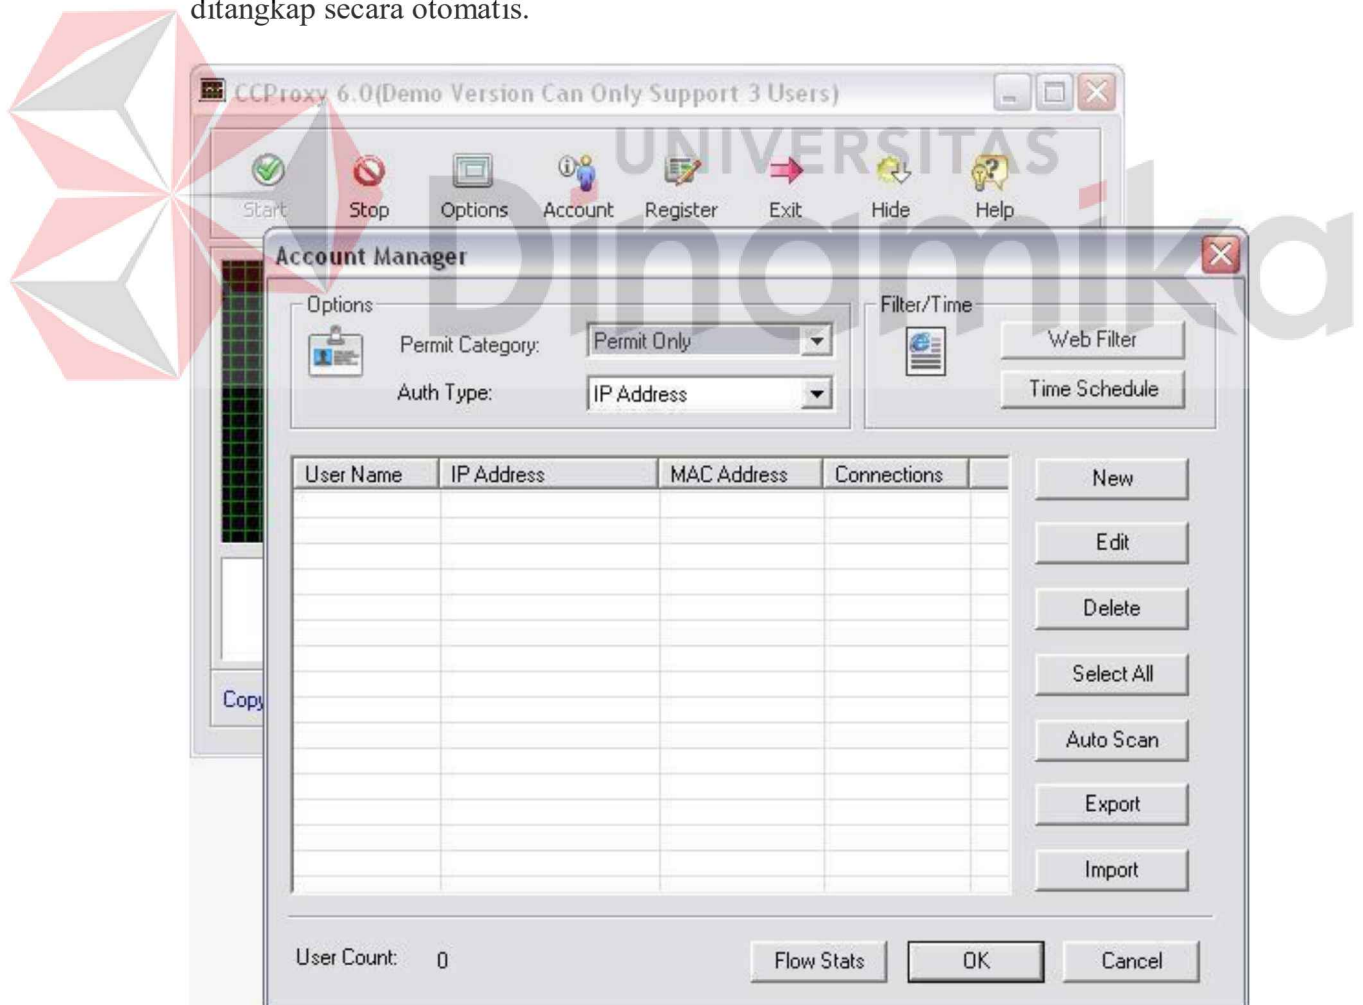 ditangkap secara otomatis.
CCProxy 6.0(Demo Version Can Only Support 3 Users)
UNIVERSITAS
Dinamika
Start Stop Options Account Register Exit Hide Help
Account Manager
Options
Permit Category: Permit Only
Auth Type: IP Address
Filter/Time
Web Filter
Time Schedule
User Name IP Address MAC Address Connections
New
Edit
Delete
Select All
Auto Scan
Export
Import
Copy
User Count: 0
Flow Stats OK Cancel